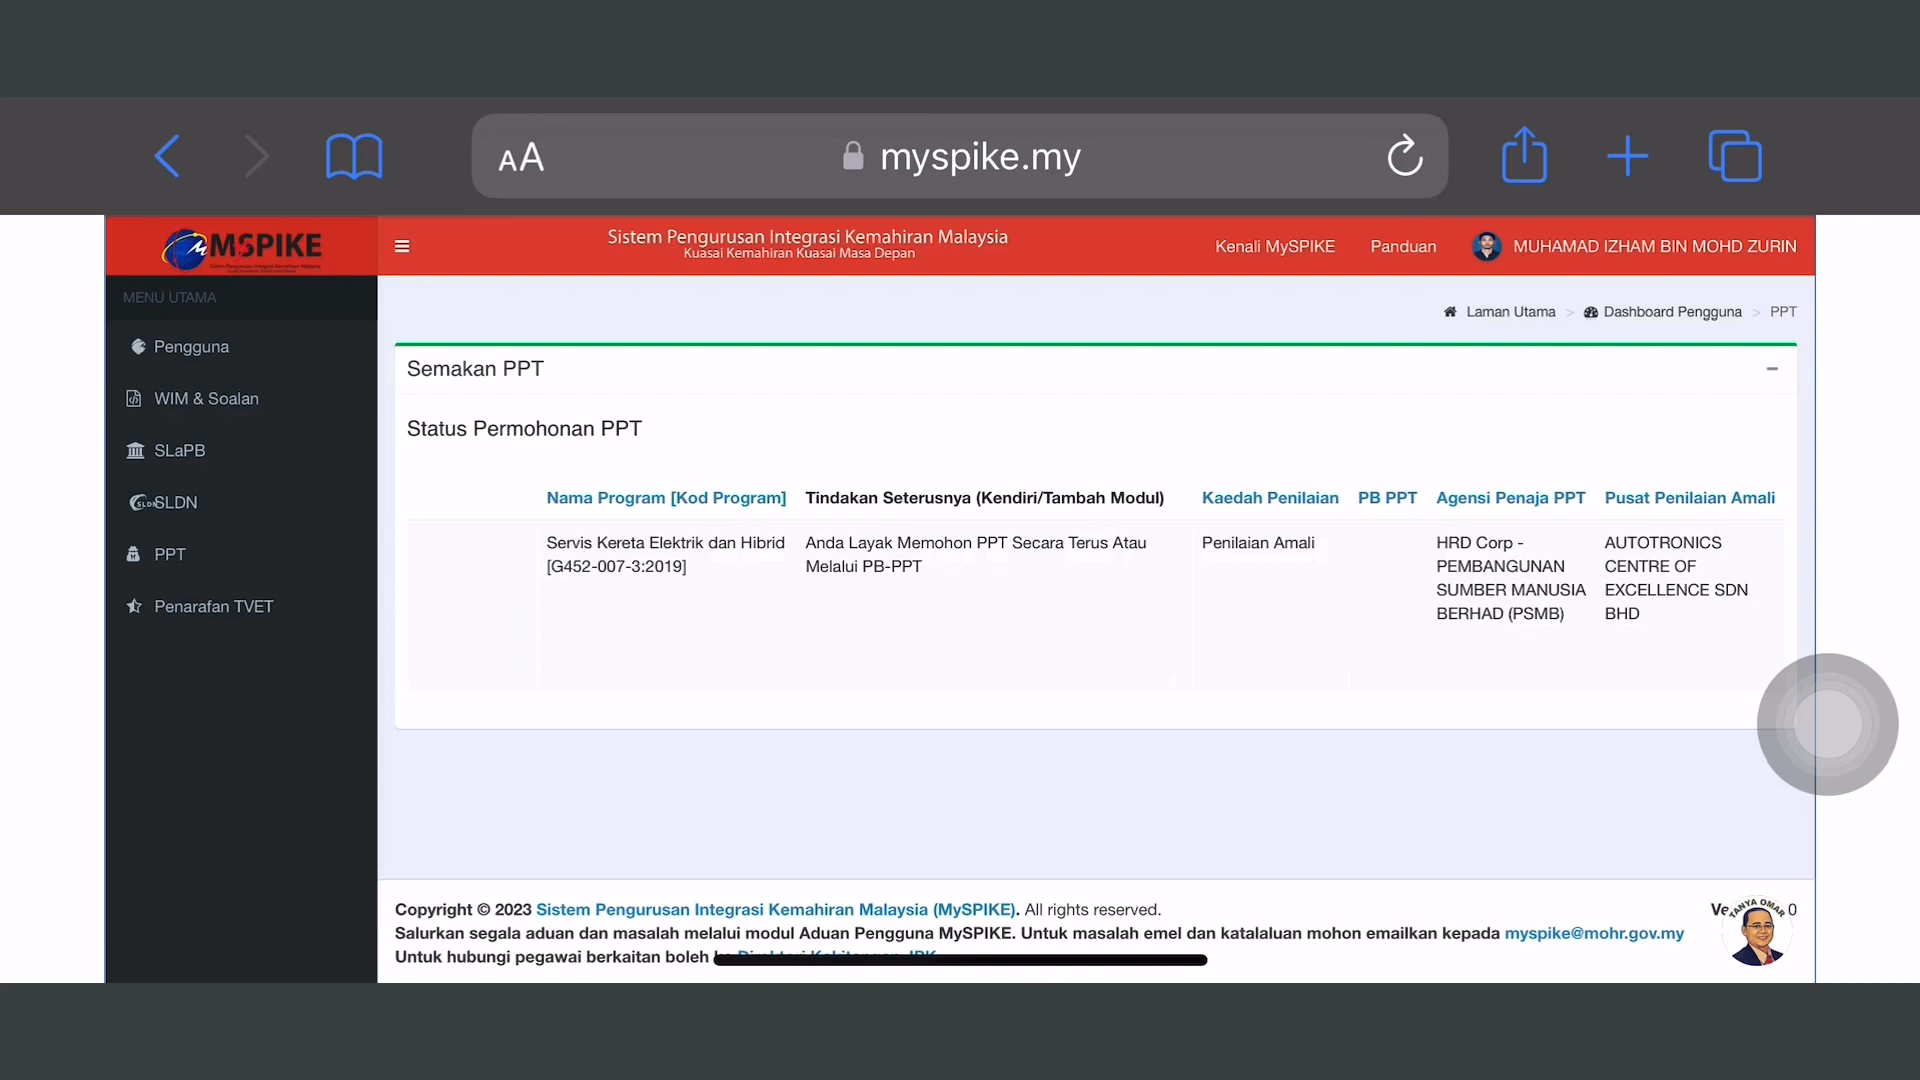 AA
myspike.my
MSPIKE
Sistem Pengurusan Integrasi Kemahiran Malaysia
Kuasai Kemahiran Kuasai Masa Depan
Kenali MySPIKE
Panduan
MUHAMAD IZHAM BIN MOHD ZURIN
MENU UTAMA
Pengguna
WIM & Soalan
SLaPB
SLDN
PPT
Penarafan TVET
Laman Utama > Dashboard Pengguna > PPT
Semakan PPT
Status Permohonan PPT
Nama Program [Kod Program]
Tindakan Seterusnya (Kendiri/Tambah Modul)
Kaedah Penilaian
PB PPT
Agensi Penaja PPT
Pusat Penilaian Amali
Servis Kereta Elektrik dan Hibrid
[G452-007-3:2019]
Anda Layak Memohon PPT Secara Terus Atau
Melalui PB-PPT
Penilaian Amali
HRD Corp -
PEMBANGUNAN
SUMBER MANUSIA
BERHAD (PSMB)
AUTOTRONICS
CENTRE OF
EXCELLENCE SDN
BHD
Copyright © 2023 Sistem Pengurusan Integrasi Kemahiran Malaysia (MySPIKE). All rights reserved.
Salurkan segala aduan dan masalah melalui modul Aduan Pengguna MySPIKE. Untuk masalah emel dan katalaluan mohon emailkan kepada myspike@mohr.gov.my
Untuk hubungi pegawai berkaitan boleh
TANYA OMAR